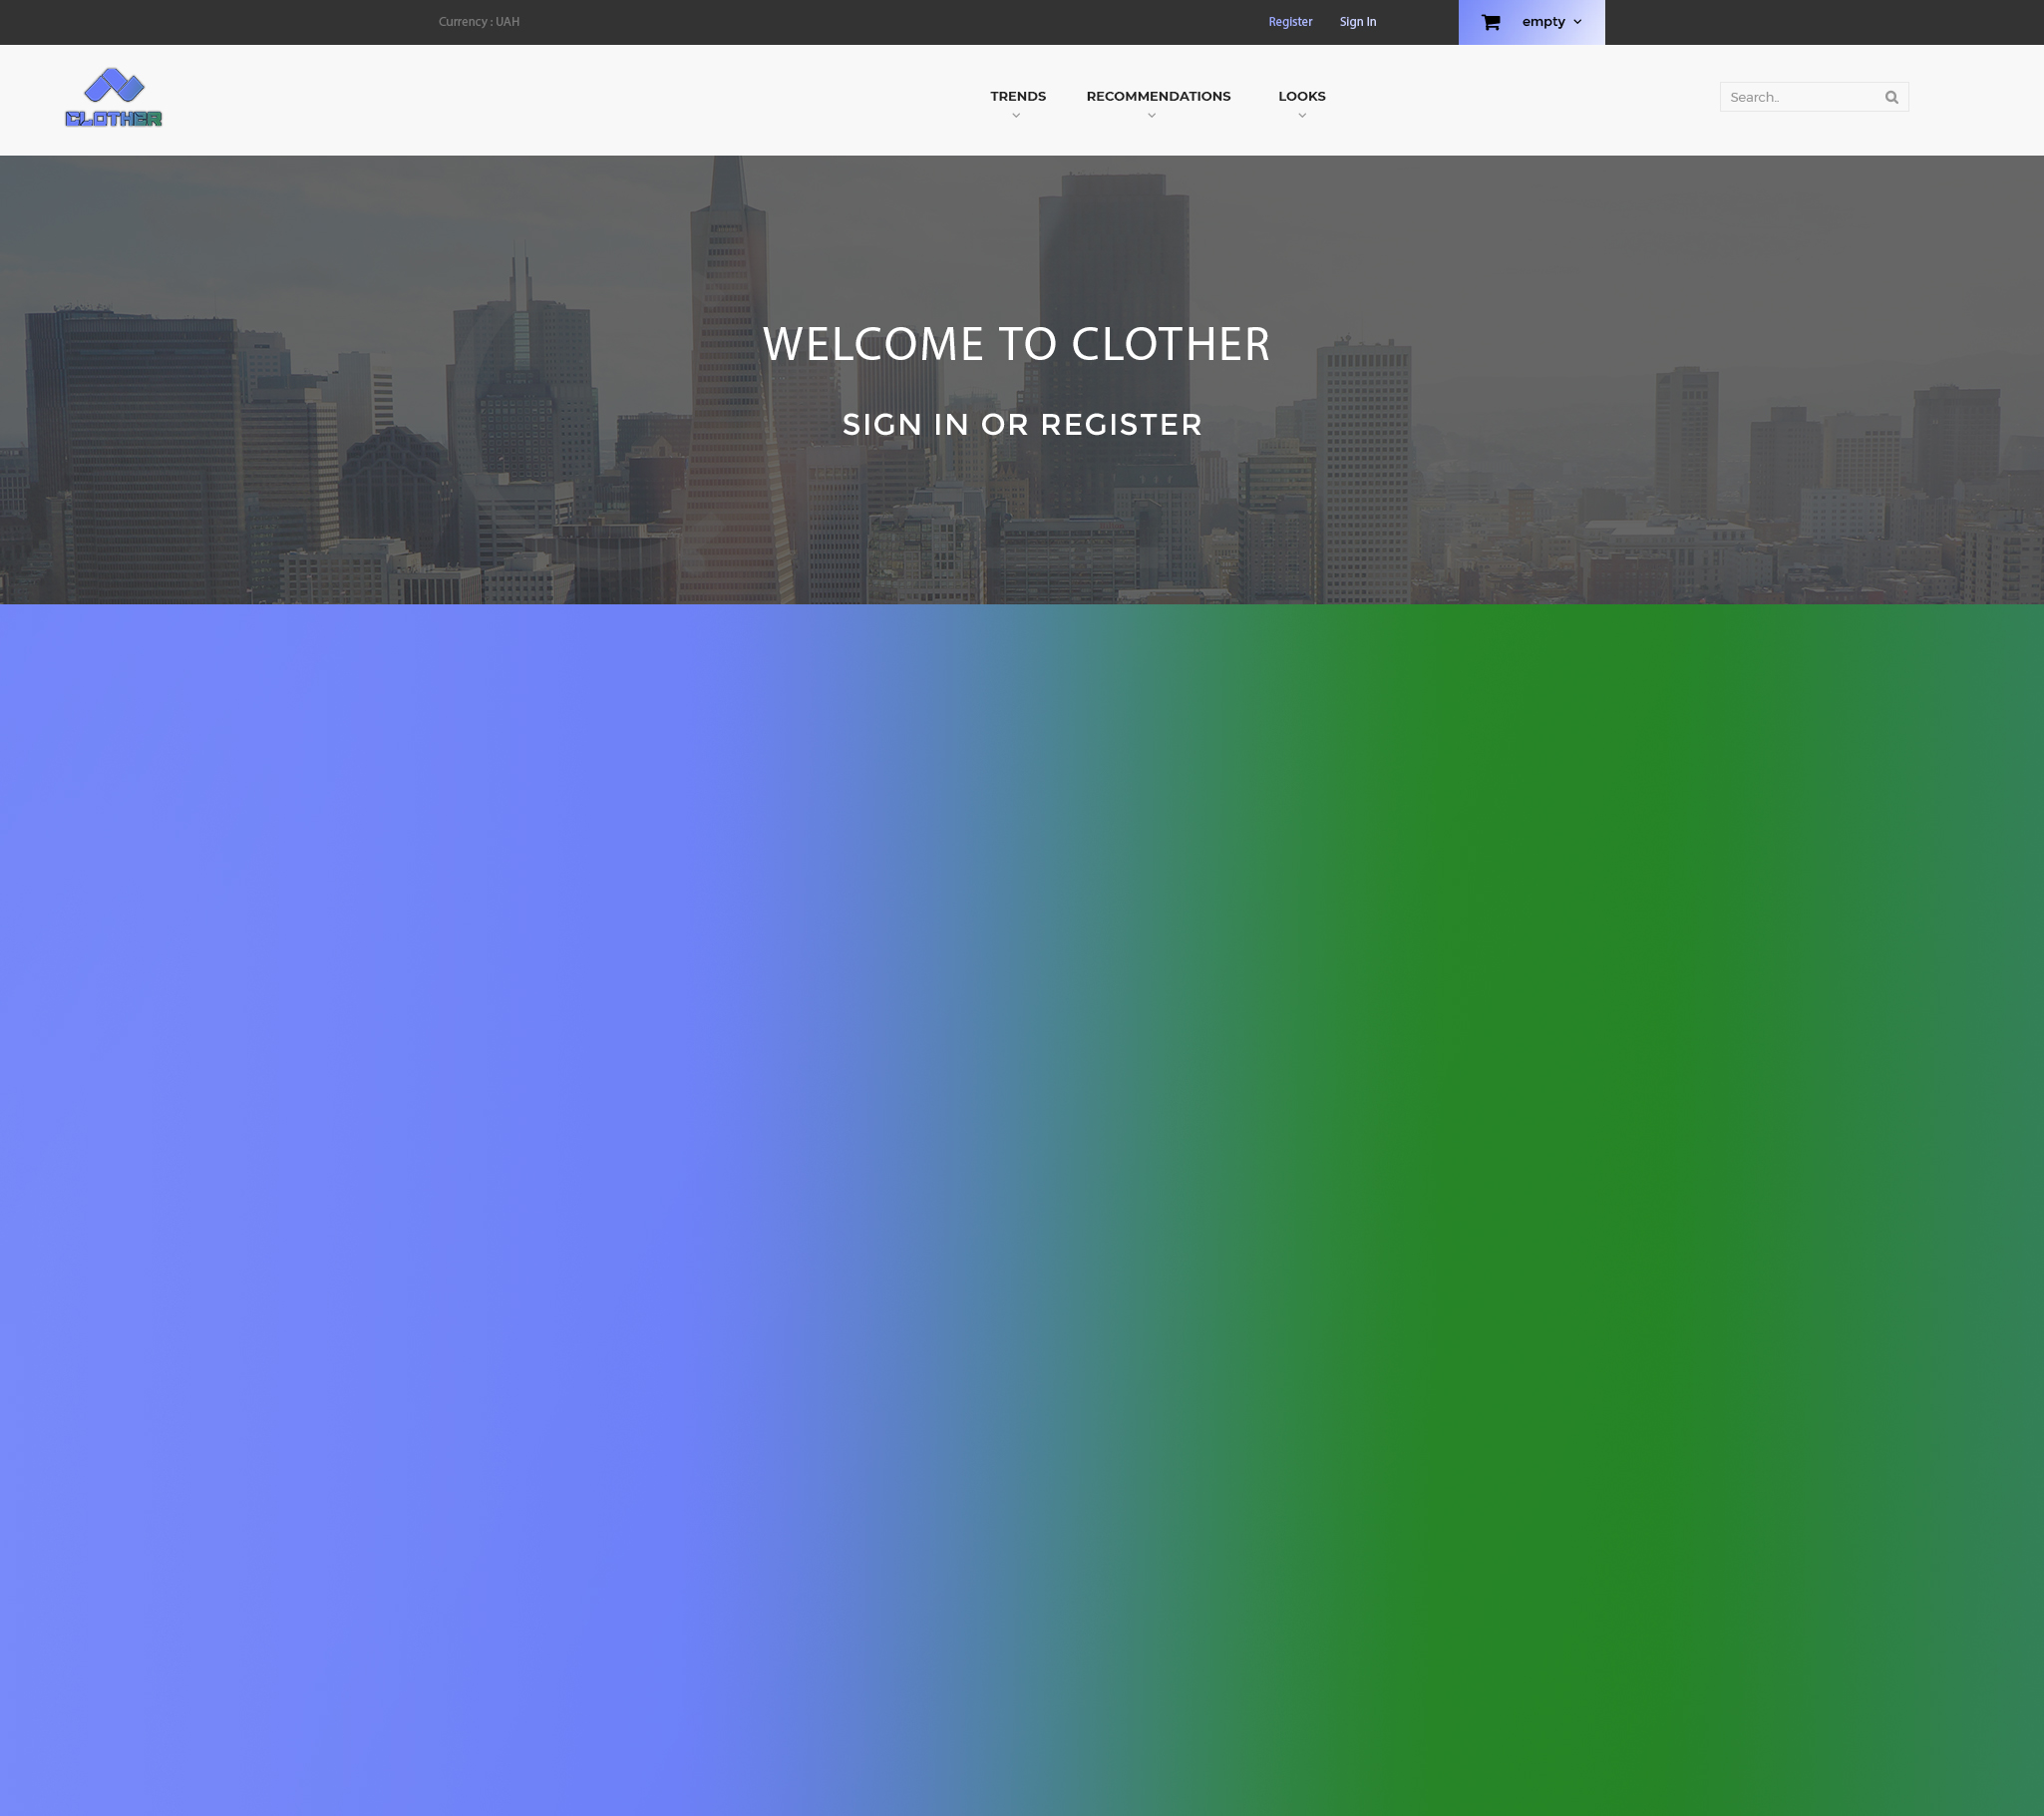 Currency : UAH
Register
Sign In
empty
CLOTHER
TRENDS
RECOMMENDATIONS
LOOKS
Search..
WELCOME TO CLOTHER
SIGN IN OR REGISTER